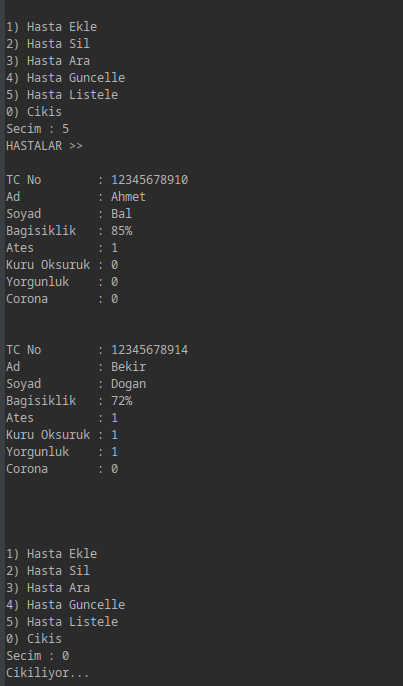 1) Hasta Ekle
2) Hasta Sil
3) Hasta Ara
4) Hasta Guncelle
5) Hasta Listele
0) Cikis
Secim : 5
HASTALAR >>
TC No : 12345678910
Ad : Ahmet
Soyad : Bal
Bagisiklik : 85%
Ates : 1
Kuru Oksuruk : 0
Yorgunluk : 0
Corona : 0
TC No : 12345678914
Ad : Bekir
Soyad : Dogan
Bagisiklik : 72%
Ates : 1
Kuru Oksuruk : 1
Yorgunluk : 1
Corona : 0
1) Hasta Ekle
2) Hasta Sil
3) Hasta Ara
4) Hasta Guncelle
5) Hasta Listele
0) Cikis
Secim : 0
Cikiliyor...